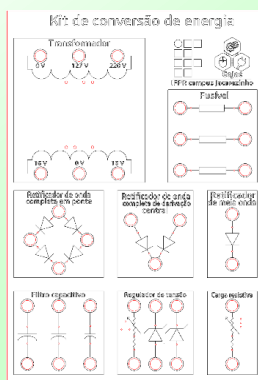 Kit de conversão de energia
Transformador
0 V 127 V 220 V
15 V 0 V 15 V
IFPR campus Jacarezinho
Fusível
Retificador de onda
completa em ponte
Retificador de onda
completa de derivação
central
Retificador
de meia onda
Filtro capacitivo
Regulador de tensão
Carga resistiva